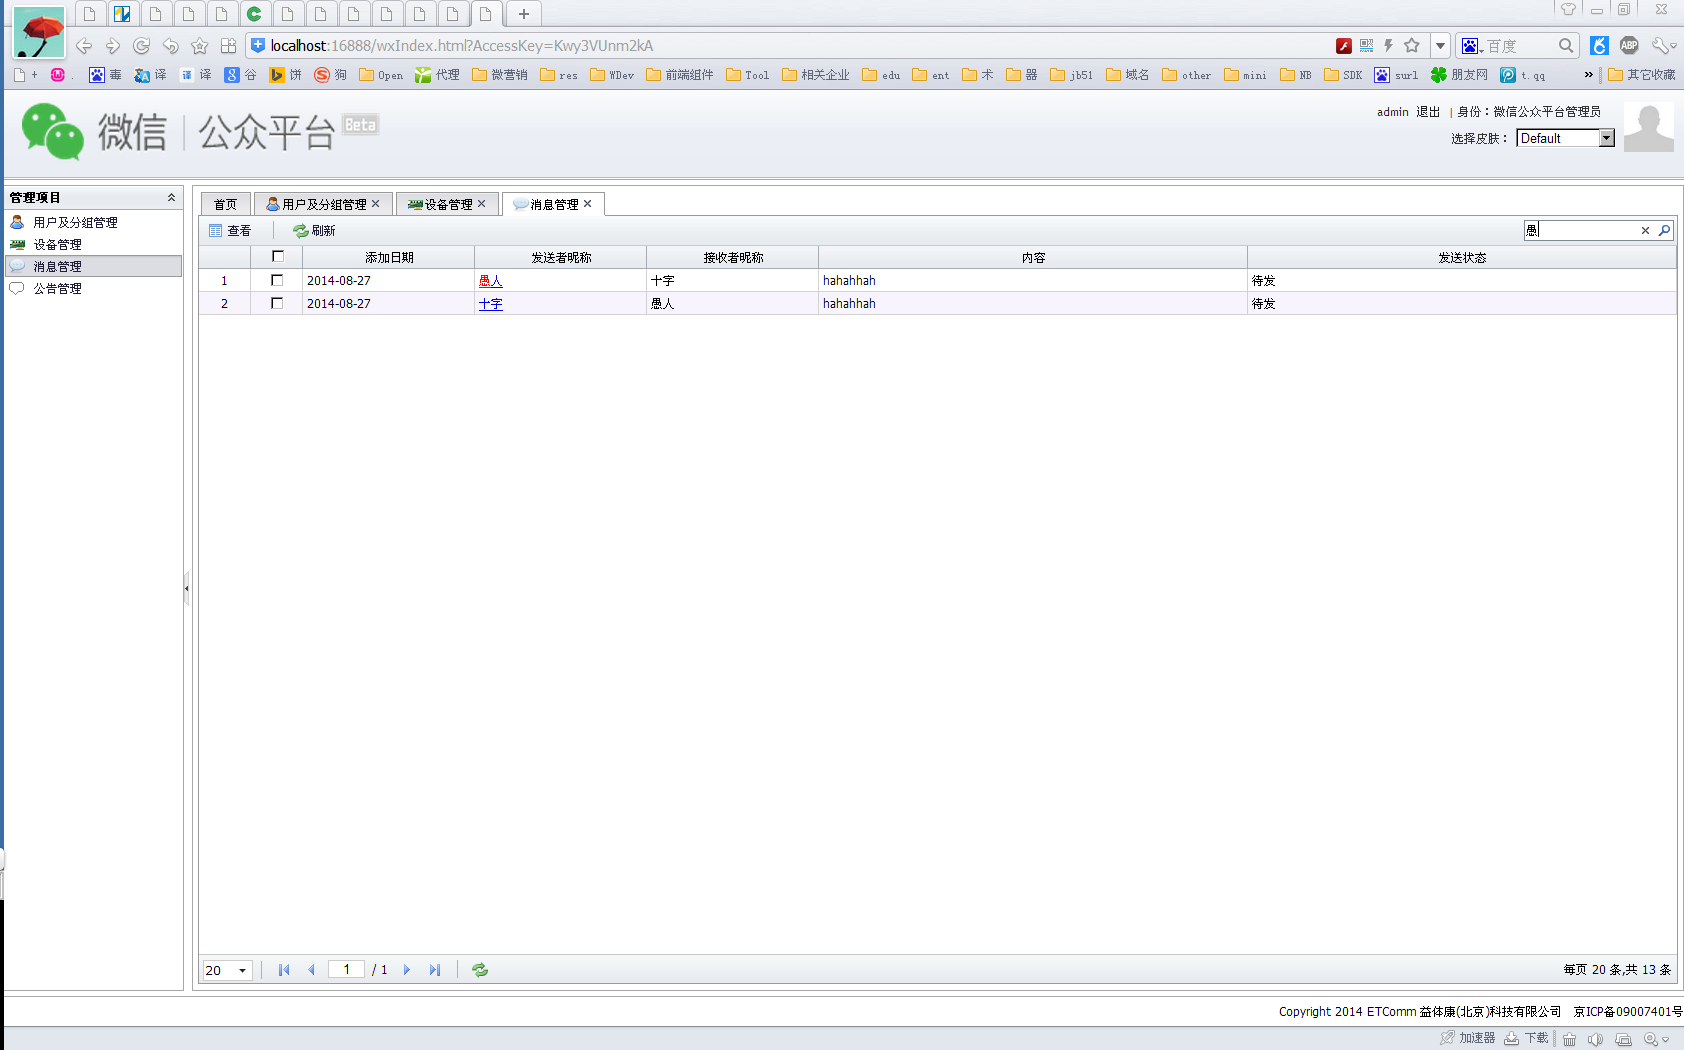 localhost:16888/wxIndex.html?AccessKey=Kwy3VUnm2kA
百度
ABP
+ . 毒 译 译 谷 饼 狗 Open 代理 微营销 res WDev 前端组件 Tool 相关企业 edu ent 术 器 jb51 域名 other mini NB SDK surl 朋友网 t.qq » 其它收藏
微信 公众平台 Beta
admin 退出 | 身份：微信公众平台管理员
选择皮肤： Default
管理项目
用户及分组管理
设备管理
消息管理
公告管理
首页 用户及分组管理 设备管理 消息管理
查看 刷新 愚
添加日期 发送者昵称 接收者昵称 内容 发送状态
1 2014-08-27 愚人 十字 hahahhah 待发
2 2014-08-27 十字 愚人 hahahhah 待发
20 1 / 1 每页 20 条,共 13 条
Copyright 2014 ETComm 益体康(北京)科技有限公司 京ICP备09007401号
加速器 下载